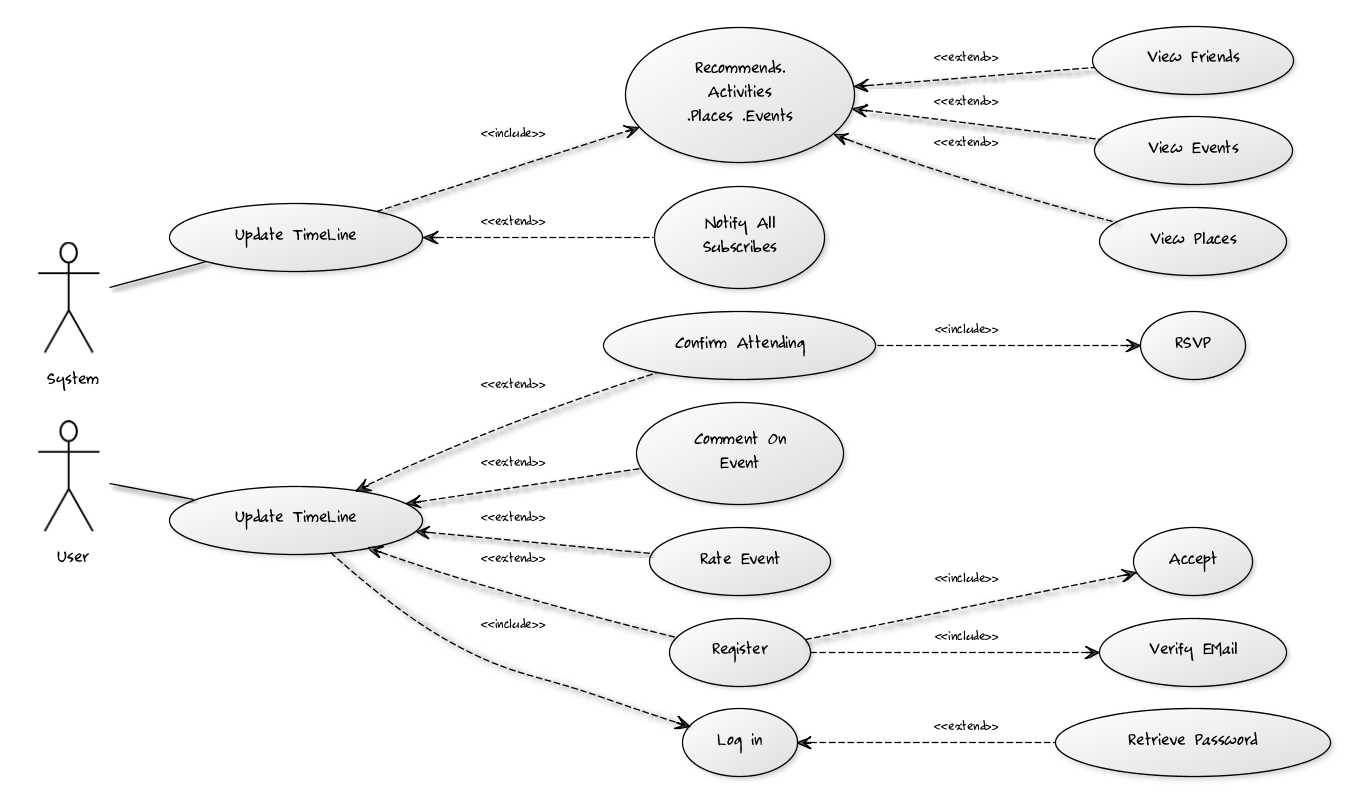 Recommends.
Activities
.Places .Events
<<extend>>
View Friends
<<extend>>
View Events
<<extend>>
View Places
<<include>>
Update TimeLine
<<extend>>
Notify All
Subscribes
System
Confirm Attending
<<include>>
RSVP
<<extend>>
Comment On
Event
<<extend>>
User
Update TimeLine
<<extend>>
Rate Event
<<extend>>
Register
<<include>>
Accept
<<include>>
Verify EMail
<<include>>
Log in
<<extend>>
Retrieve Password